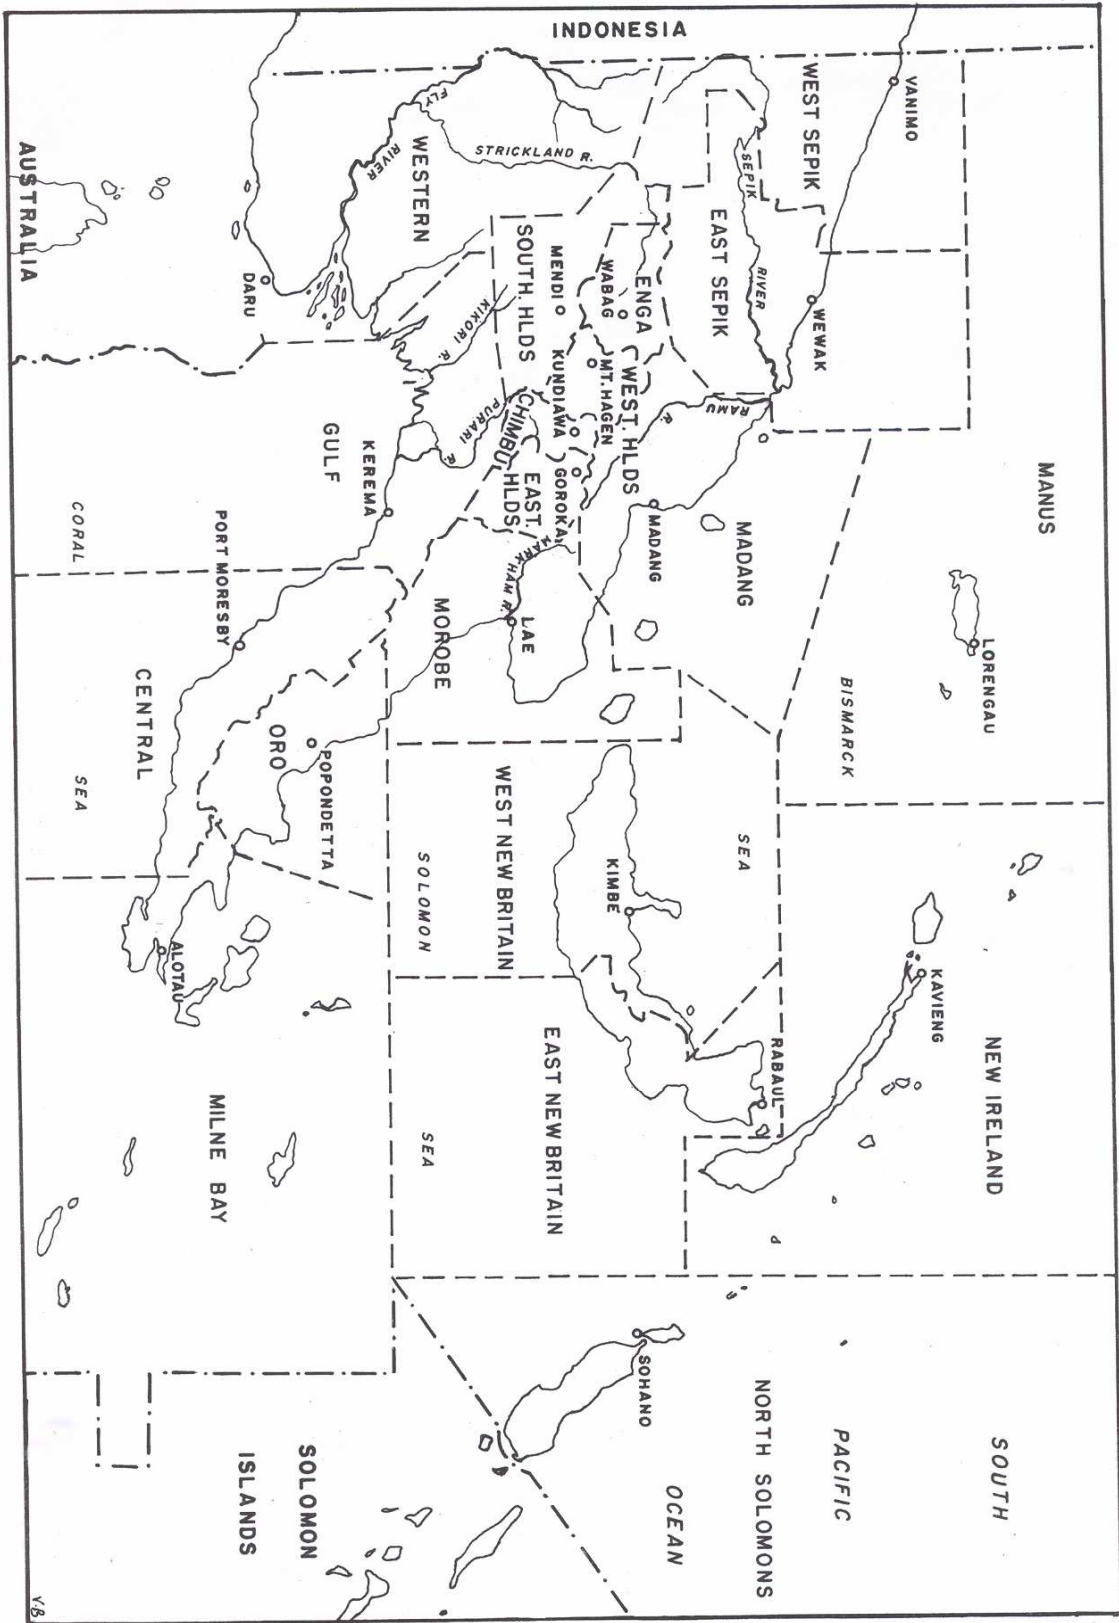 INDONESIA
VANIMO
WEST SEPIK
MANUS
LORENGAU
BISMARCK
SEA
KAVIENG
NEW IRELAND
SOUTH
PACIFIC
OCEAN
NORTH SOLOMONS
SOHANO
WEWAK
SEPIK
RIVER
EAST SEPIK
RAMU
R.
MADANG
MADANG
ENGA
WABAG
WEST. HLDS
MT. HAGEN
MENDI
SOUTH. HLDS
KUNDIAWA
CHIMBU
GOROKA
EAST.
HLDS
MARKHAM R.
LAE
MOROBE
KIMBE
WEST NEW BRITAIN
RABAUL
EAST NEW BRITAIN
SOLOMON
SEA
STRICKLAND R.
FLY
RIVER
WESTERN
KIKORI R.
PURARI
R.
DARU
GULF
KEREMA
PORT MORESBY
CENTRAL
ORO
POPONDETTA
ALOTAU
MILNE BAY
CORAL
SEA
AUSTRALIA
SOLOMON
ISLANDS
V.B